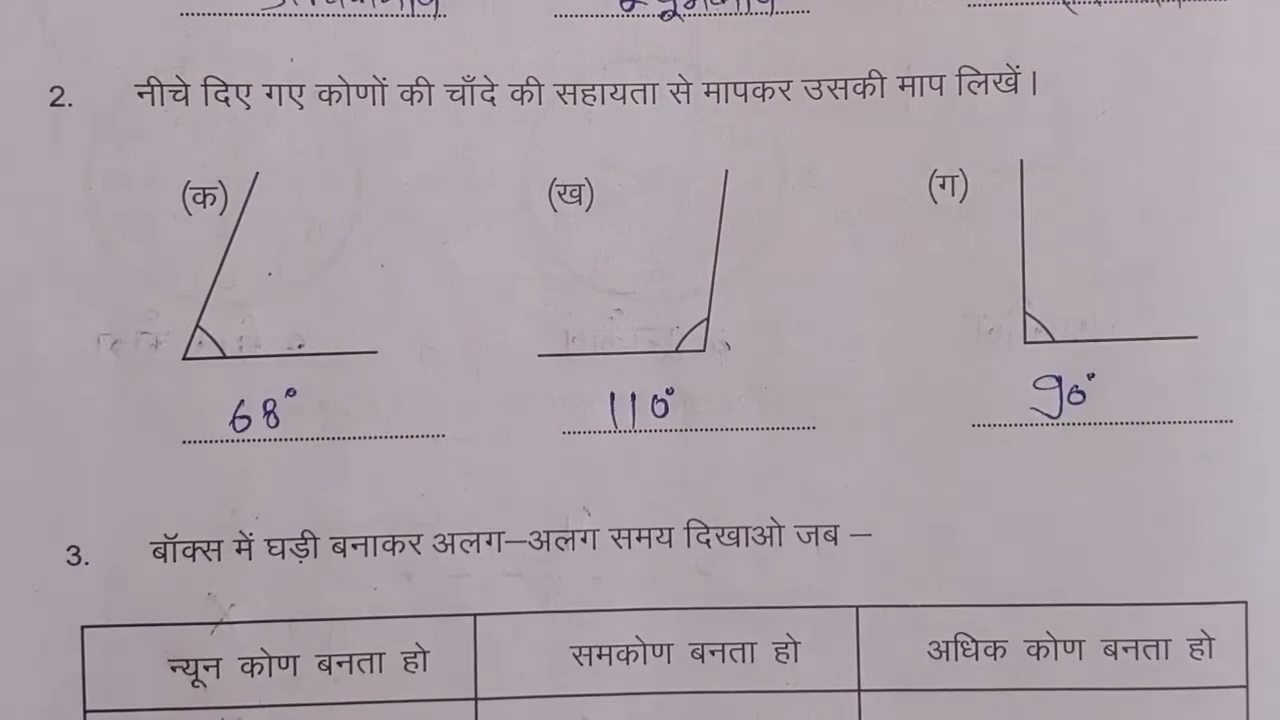 2. नीचे दिए गए कोणों की चाँदे की सहायता से मापकर उसकी माप लिखें।
(क) (ख) (ग)
68° 110° 90°
3. बॉक्स में घड़ी बनाकर अलग–अलग समय दिखाओ जब –
न्यून कोण बनता हो समकोण बनता हो अधिक कोण बनता हो